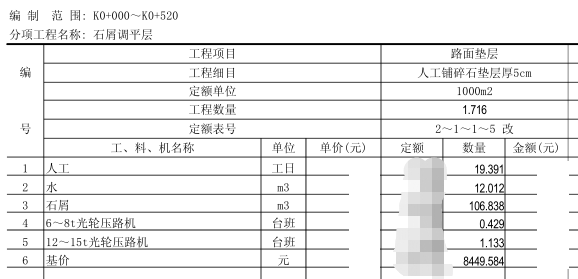 编 制 范 围: K0+000～K0+520
分项工程名称: 石屑调平层
编 号 工程项目 路面垫层
工程细目 人工铺碎石垫层厚5cm
定额单位 1000m2
工程数量 1.716
定额表号 2～1～1～5 改
工、料、机名称 单位 单价(元) 定额 数量 金额(元)
1 人工 工日 19.391
2 水 m3 12.012
3 石屑 m3 106.838
4 6～8t光轮压路机 台班 0.429
5 12～15t光轮压路机 台班 1.133
6 基价 元 8449.584